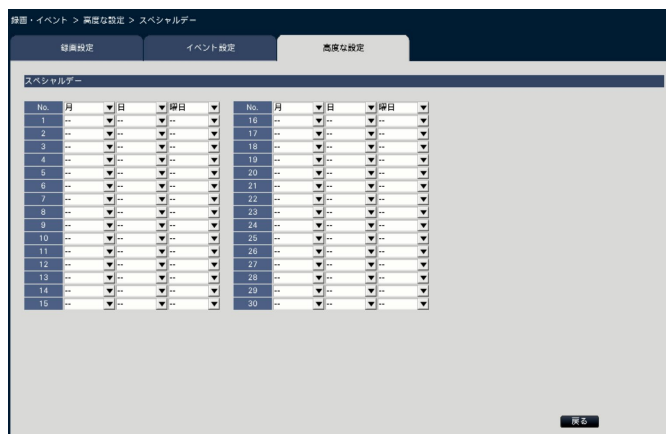 録画・イベント > 高度な設定 > スペシャルデー
録画設定 イベント設定 高度な設定
スペシャルデー
No. 月 日 曜日 No. 月 日 曜日
1 -- -- -- 16 -- -- --
2 -- -- -- 17 -- -- --
3 -- -- -- 18 -- -- --
4 -- -- -- 19 -- -- --
5 -- -- -- 20 -- -- --
6 -- -- -- 21 -- -- --
7 -- -- -- 22 -- -- --
8 -- -- -- 23 -- -- --
9 -- -- -- 24 -- -- --
10 -- -- -- 25 -- -- --
11 -- -- -- 26 -- -- --
12 -- -- -- 27 -- -- --
13 -- -- -- 28 -- -- --
14 -- -- -- 29 -- -- --
15 -- -- -- 30 -- -- --
戻る